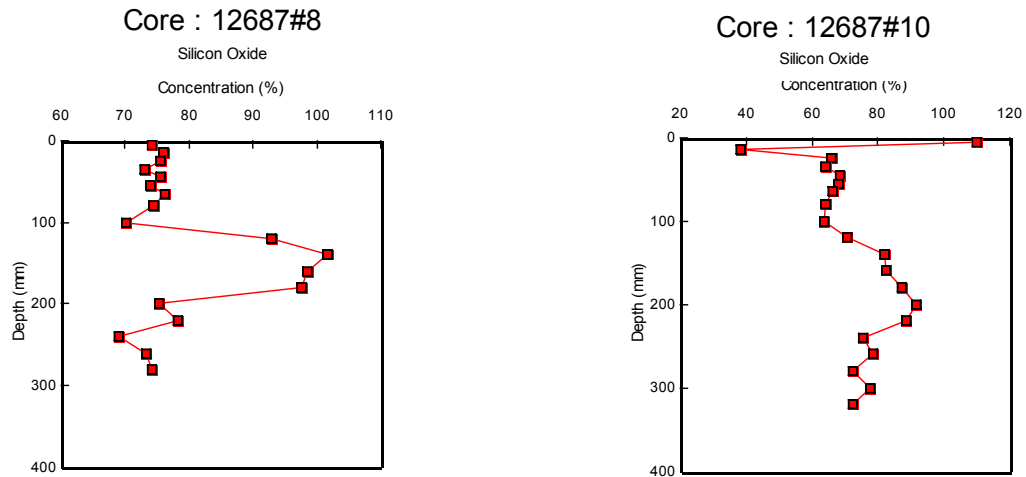 Core : 12687#8
Silicon Oxide
Concentration (%)
60 70 80 90 100 110
0
100
200
300
400
Depth (mm)
Core : 12687#10
Silicon Oxide
Concentration (%)
20 40 60 80 100 120
0
100
200
300
400
Depth (mm)